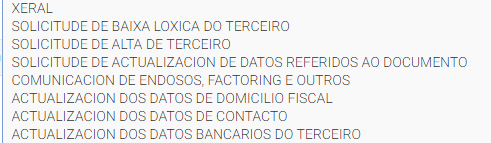 XERAL
SOLICITUDE DE BAIXA LOXICA DO TERCEIRO
SOLICITUDE DE ALTA DE TERCEIRO
SOLICITUDE DE ACTUALIZACION DE DATOS REFERIDOS AO DOCUMENTO
COMUNICACION DE ENDOSOS, FACTORING E OUTROS
ACTUALIZACION DOS DATOS DE DOMICILIO FISCAL
ACTUALIZACION DOS DATOS DE CONTACTO
ACTUALIZACION DOS DATOS BANCARIOS DO TERCEIRO